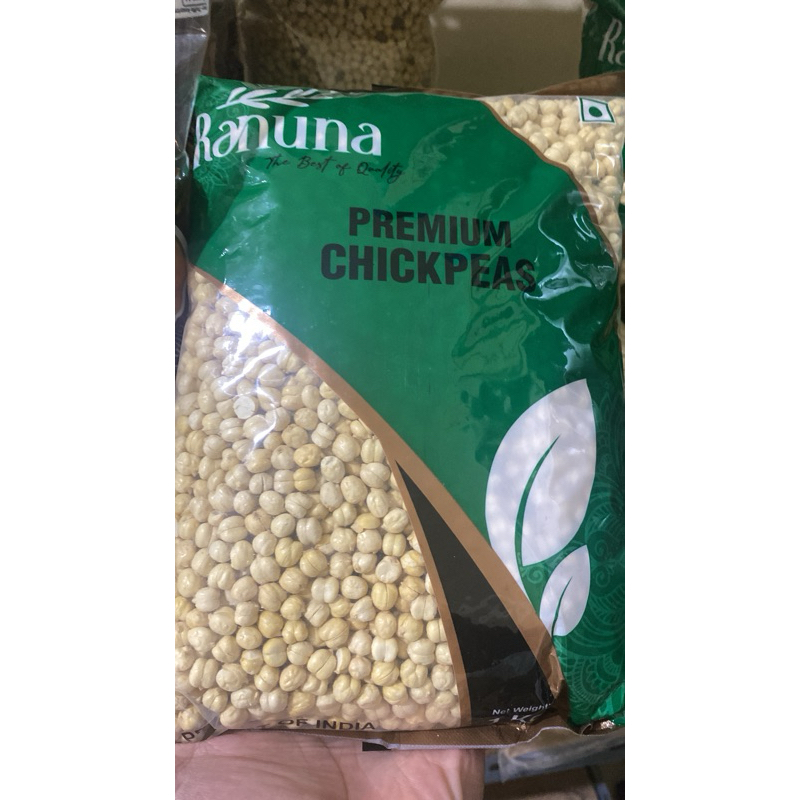 Ranuna
The Best of Quality
PREMIUM
CHICKPEAS
Net Weight
OF INDIA